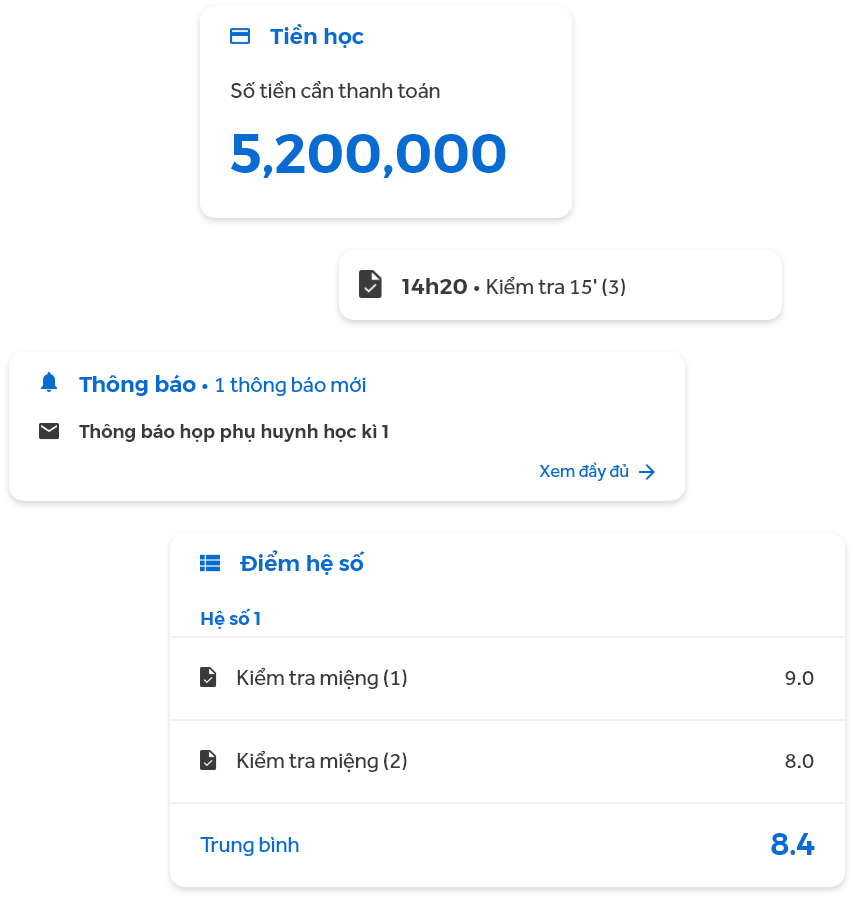 Tiền học
Số tiền cần thanh toán
5,200,000
14h20 • Kiểm tra 15' (3)
Thông báo • 1 thông báo mới
Thông báo họp phụ huynh học kì 1
Xem đầy đủ
Điểm hệ số
Hệ số 1
Kiểm tra miệng (1) 9.0
Kiểm tra miệng (2) 8.0
Trung bình 8.4